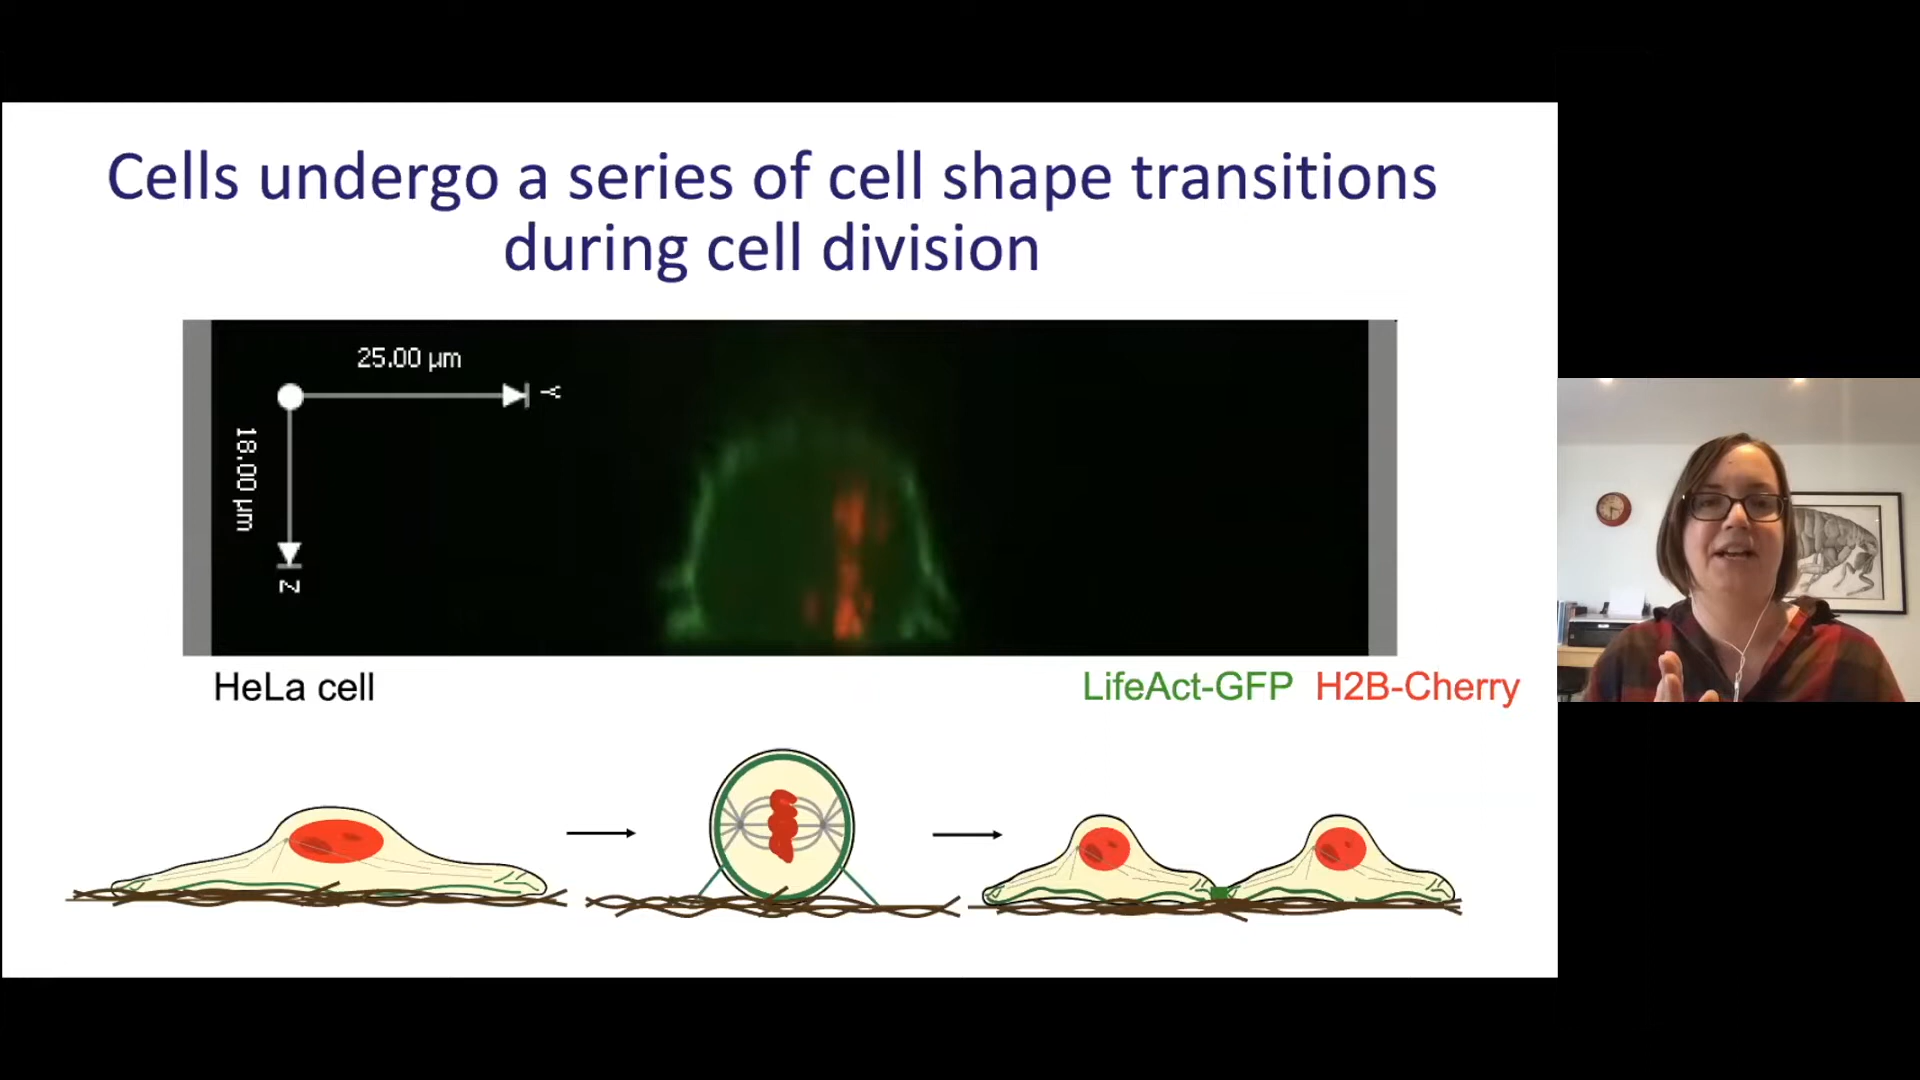 Cells undergo a series of cell shape transitions
during cell division
25.00 µm
Y
18.00 µm
Z
HeLa cell
LifeAct-GFP H2B-Cherry